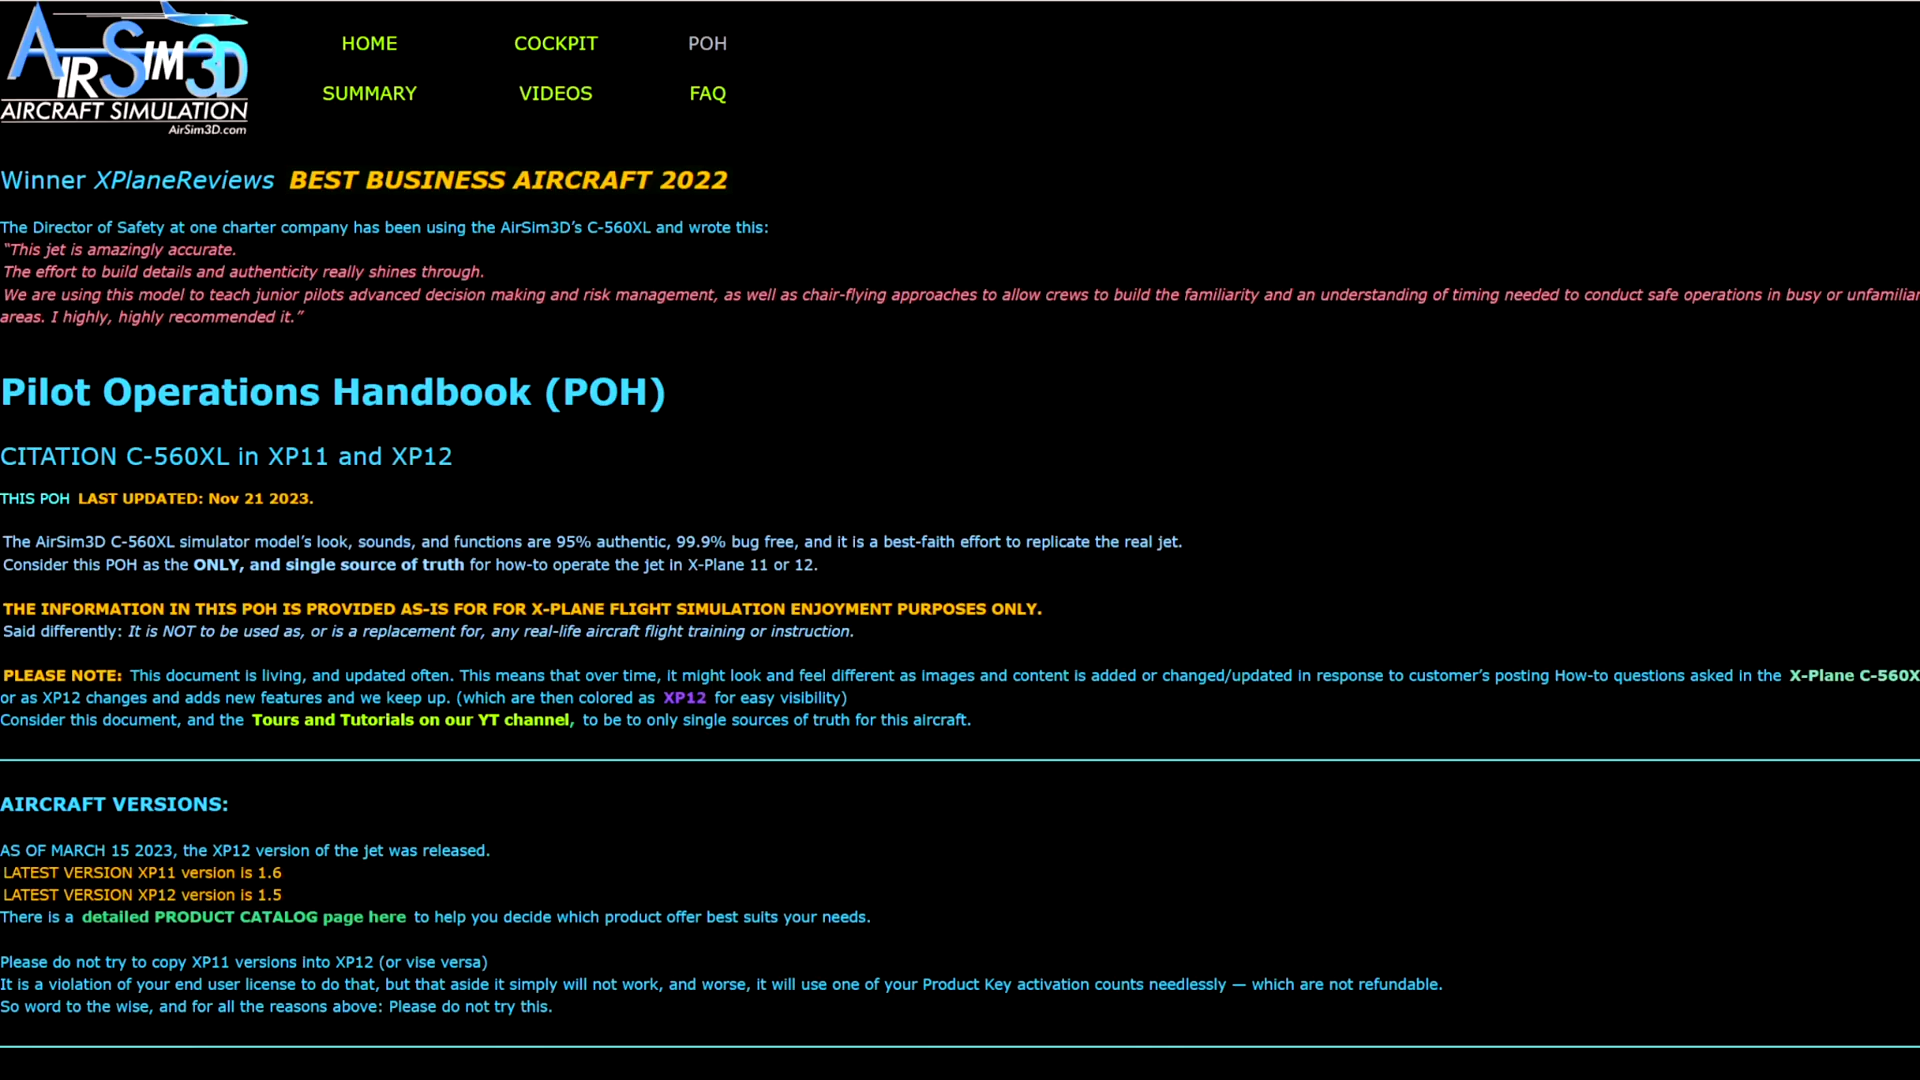 AIRSIM3D
AIRCRAFT SIMULATION
AirSim3D.com
HOME COCKPIT POH
SUMMARY VIDEOS FAQ
Winner XPlaneReviews BEST BUSINESS AIRCRAFT 2022
The Director of Safety at one charter company has been using the AirSim3D’s C-560XL and wrote this:
“This jet is amazingly accurate.
The effort to build details and authenticity really shines through.
We are using this model to teach junior pilots advanced decision making and risk management, as well as chair-flying approaches to allow crews to build the familiarity and an understanding of timing needed to conduct safe operations in busy or unfamiliar
areas. I highly, highly recommended it.”
Pilot Operations Handbook (POH)
CITATION C-560XL in XP11 and XP12
THIS POH LAST UPDATED: Nov 21 2023.
The AirSim3D C-560XL simulator model’s look, sounds, and functions are 95% authentic, 99.9% bug free, and it is a best-faith effort to replicate the real jet.
Consider this POH as the ONLY, and single source of truth for how-to operate the jet in X-Plane 11 or 12.
THE INFORMATION IN THIS POH IS PROVIDED AS-IS FOR FOR X-PLANE FLIGHT SIMULATION ENJOYMENT PURPOSES ONLY.
Said differently: It is NOT to be used as, or is a replacement for, any real-life aircraft flight training or instruction.
PLEASE NOTE: This document is living, and updated often. This means that over time, it might look and feel different as images and content is added or changed/updated in response to customer’s posting How-to questions asked in the X-Plane C-560X
or as XP12 changes and adds new features and we keep up. (which are then colored as XP12 for easy visibility)
Consider this document, and the Tours and Tutorials on our YT channel, to be to only single sources of truth for this aircraft.
AIRCRAFT VERSIONS:
AS OF MARCH 15 2023, the XP12 version of the jet was released.
LATEST VERSION XP11 version is 1.6
LATEST VERSION XP12 version is 1.5
There is a detailed PRODUCT CATALOG page here to help you decide which product offer best suits your needs.
Please do not try to copy XP11 versions into XP12 (or vise versa)
It is a violation of your end user license to do that, but that aside it simply will not work, and worse, it will use one of your Product Key activation counts needlessly — which are not refundable.
So word to the wise, and for all the reasons above: Please do not try this.